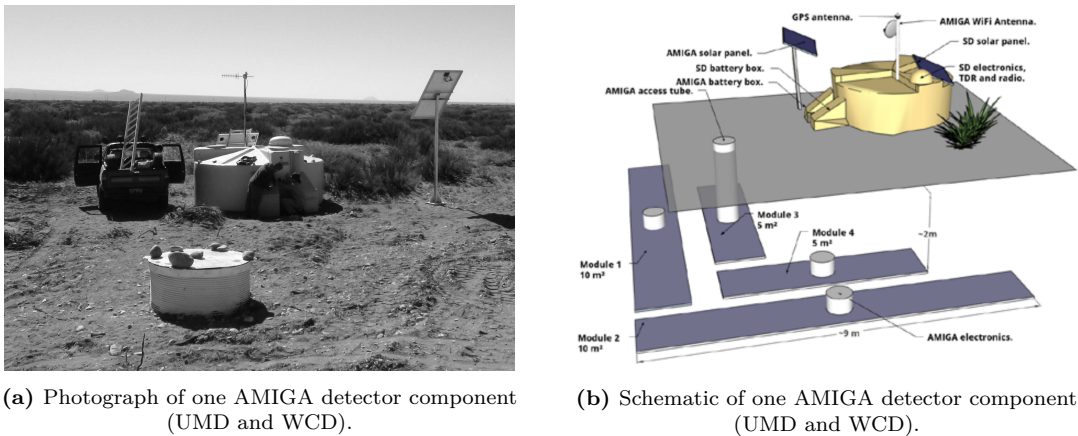 GPS antenna.
AMIGA WiFi Antenna.
SD solar panel.
AMIGA solar panel.
SD battery box.
AMIGA battery box.
AMIGA access tube.
SD electronics,
TDR and radio.
Module 3
5 m²
Module 4
5 m²
~2m
Module 1
10 m²
Module 2
10 m²
~9 m
AMIGA electronics.
(a) Photograph of one AMIGA detector component
(UMD and WCD).
(b) Schematic of one AMIGA detector component
(UMD and WCD).